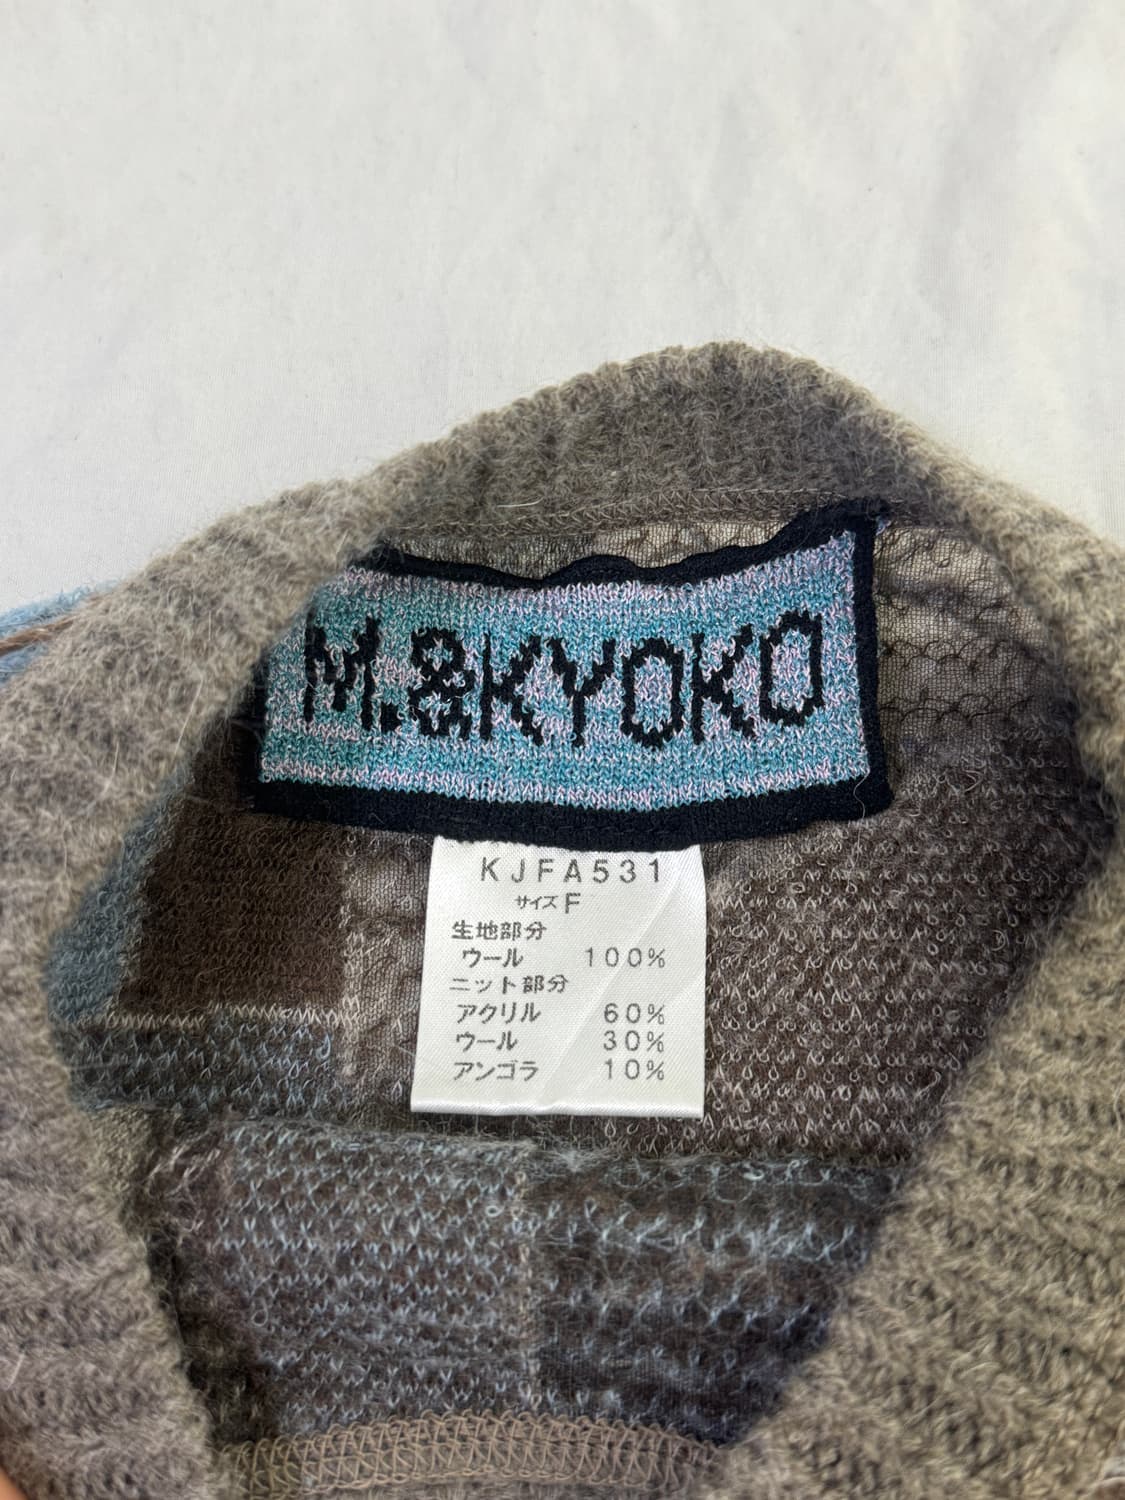 M.&KYOKO
KJFA531
サイズ F
生地部分
ウール 100%
ニット部分
アクリル 60%
ウール 30%
アンゴラ 10%